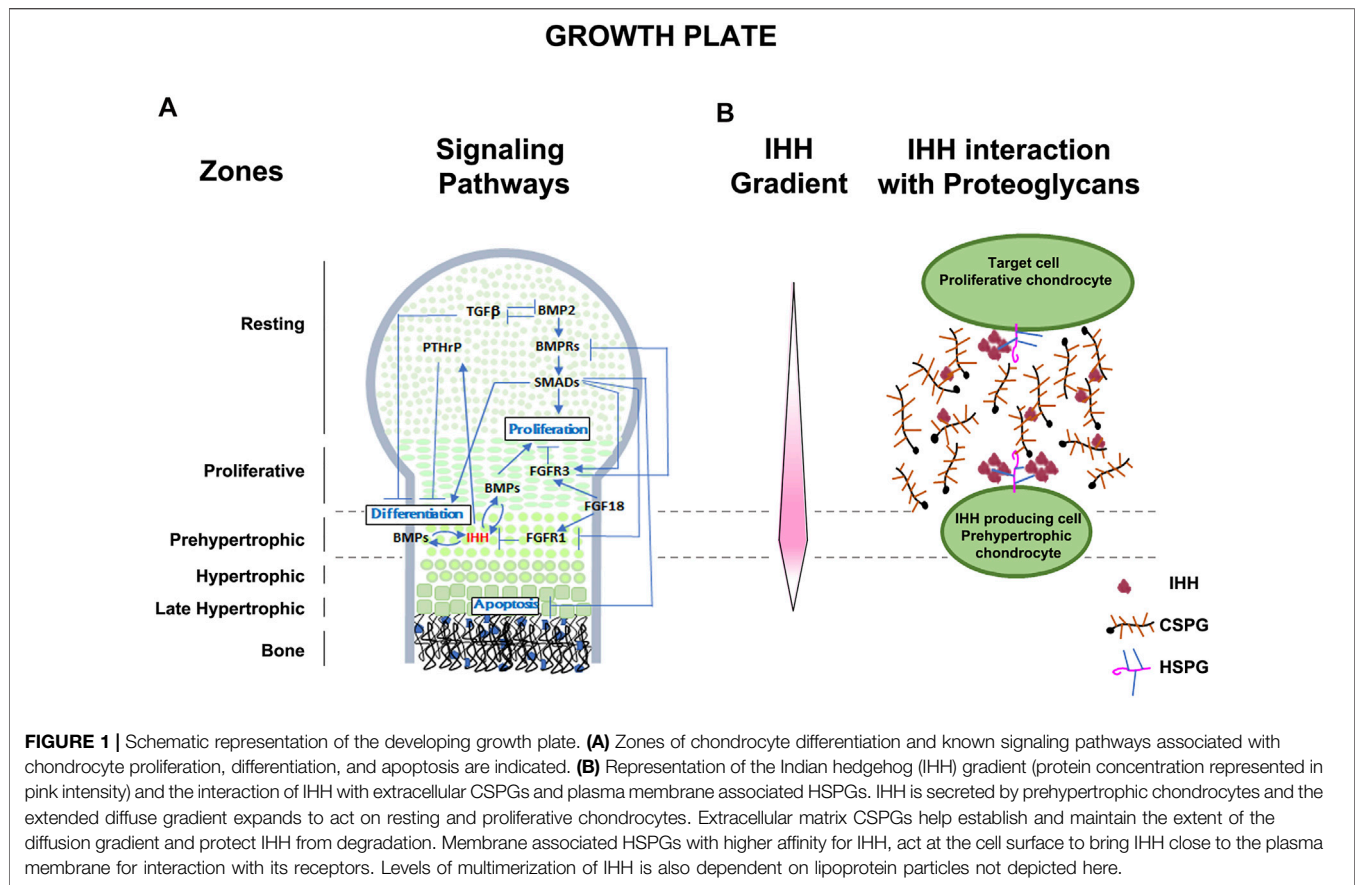 GROWTH PLATE
A
B
Zones
Signaling
Pathways
IHH
Gradient
IHH interaction
with Proteoglycans
Resting
Proliferative
Prehypertrophic
Hypertrophic
Late Hypertrophic
Bone
TGFβ
BMP2
PTHrP
BMPRs
SMADs
Proliferation
FGFR3
BMPs
FGF18
Differentiation
BMPs
IHH
FGFR1
Apoptosis
Target cell
Proliferative chondrocyte
IHH producing cell
Prehypertrophic
chondrocyte
IHH
CSPG
HSPG
FIGURE 1 | Schematic representation of the developing growth plate. (A) Zones of chondrocyte differentiation and known signaling pathways associated with
chondrocyte proliferation, differentiation, and apoptosis are indicated. (B) Representation of the Indian hedgehog (IHH) gradient (protein concentration represented in
pink intensity) and the interaction of IHH with extracellular CSPGs and plasma membrane associated HSPGs. IHH is secreted by prehypertrophic chondrocytes and the
extended diffuse gradient expands to act on resting and proliferative chondrocytes. Extracellular matrix CSPGs help establish and maintain the extent of the
diffusion gradient and protect IHH from degradation. Membrane associated HSPGs with higher affinity for IHH, act at the cell surface to bring IHH close to the plasma
membrane for interaction with its receptors. Levels of multimerization of IHH is also dependent on lipoprotein particles not depicted here.